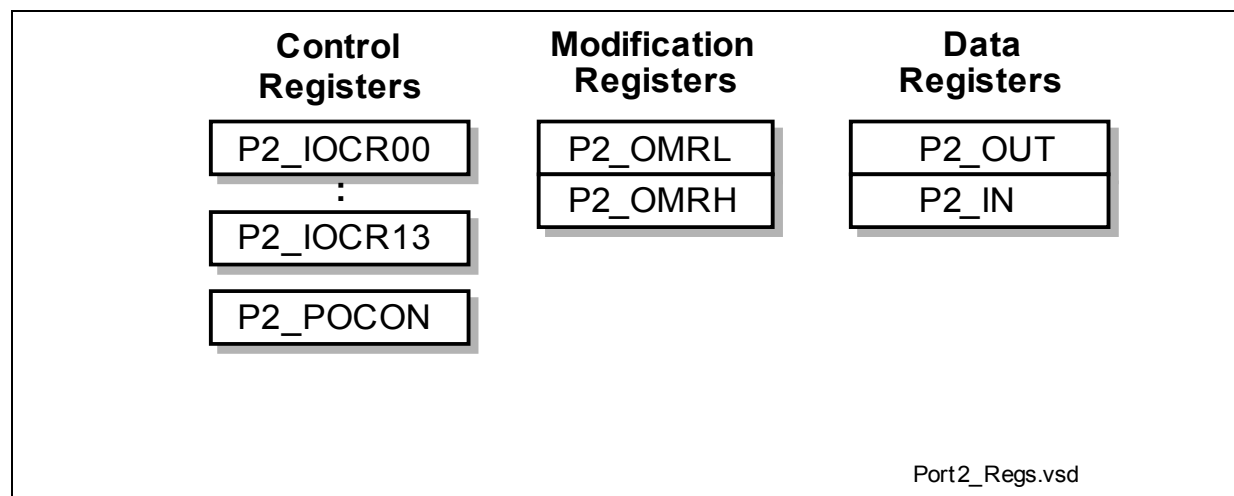 Control
Registers
P2_IOCR00
:
P2_IOCR13
P2_POCON
Modification
Registers
P2_OMRL
P2_OMRH
Data
Registers
P2_OUT
P2_IN
Port2_Regs.vsd